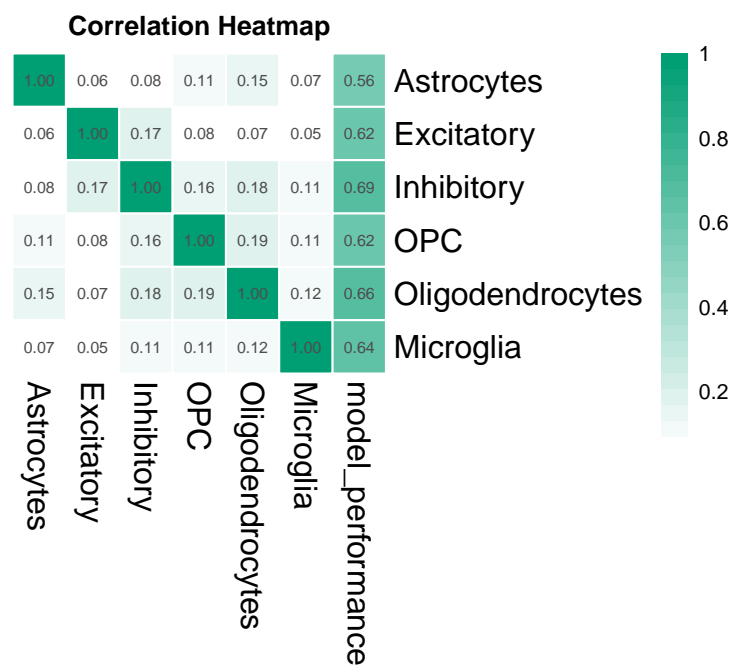 Correlation Heatmap
1.00 0.06 0.08 0.11 0.15 0.07 0.56 Astrocytes
0.06 1.00 0.17 0.08 0.07 0.05 0.62 Excitatory
0.08 0.17 1.00 0.16 0.18 0.11 0.69 Inhibitory
0.11 0.08 0.16 1.00 0.19 0.11 0.62 OPC
0.15 0.07 0.18 0.19 1.00 0.12 0.66 Oligodendrocytes
0.07 0.05 0.11 0.11 0.12 1.00 0.64 Microglia
Astrocytes
Excitatory
Inhibitory
OPC
Oligodendrocytes
Microglia
model_performance
1
0.8
0.6
0.4
0.2